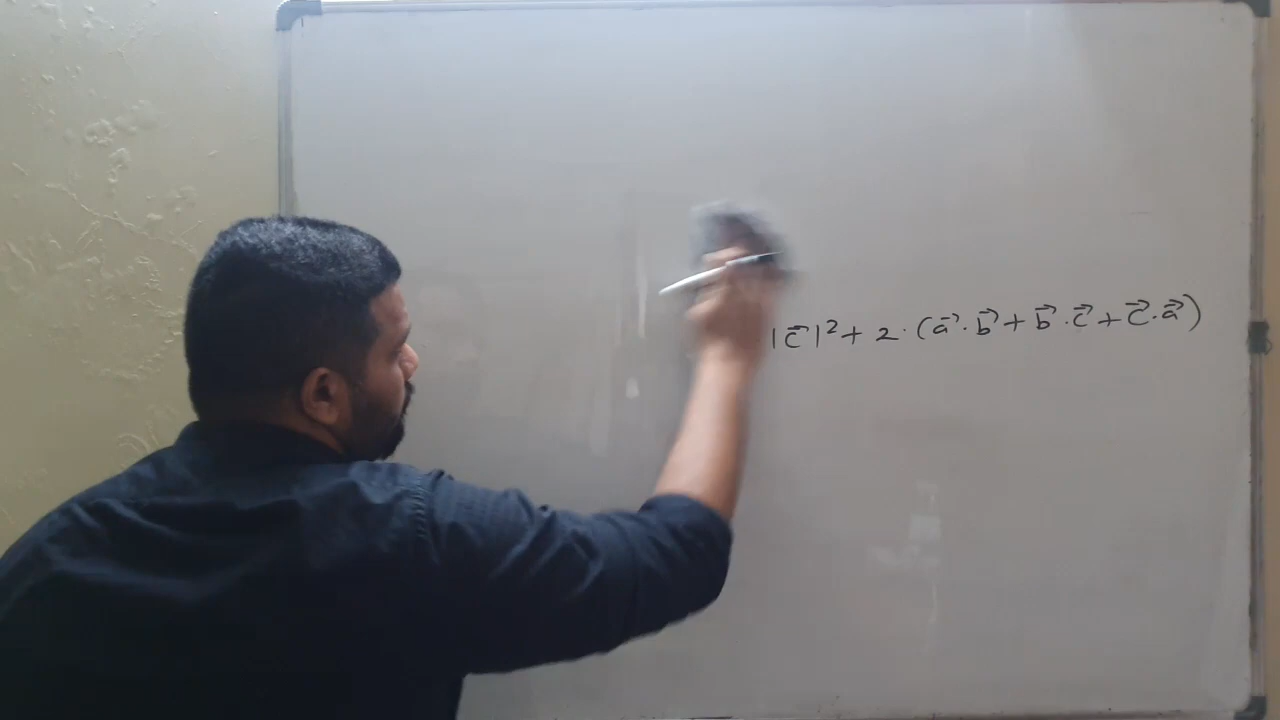 |c⃗|² + 2·(a⃗·b⃗ + b⃗·c⃗ + c⃗·a⃗)